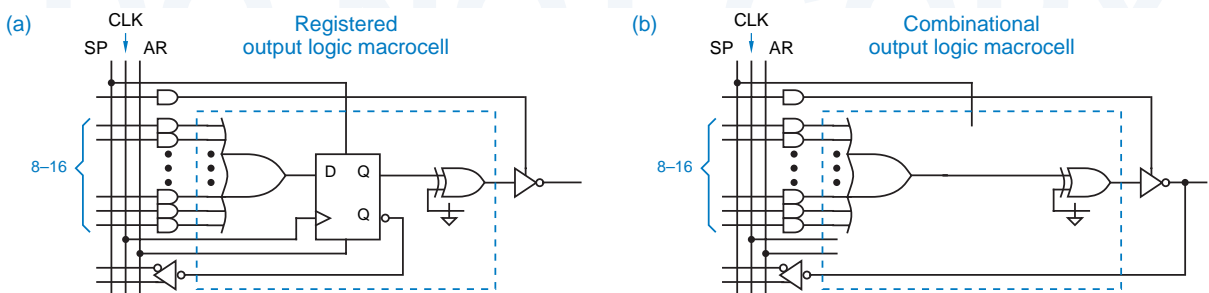 (a)
CLK
Registered
output logic macrocell
SP
AR
8–16
D
Q
Q
(b)
CLK
Combinational
output logic macrocell
SP
AR
8–16